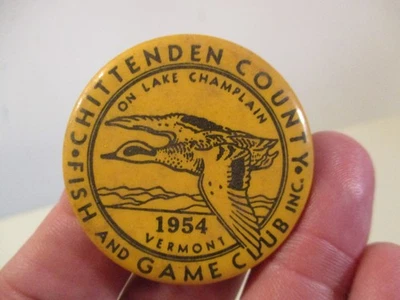 • CHITTENDEN COUNTY •
FISH AND GAME CLUB INC.
ON LAKE CHAMPLAIN
1954
VERMONT